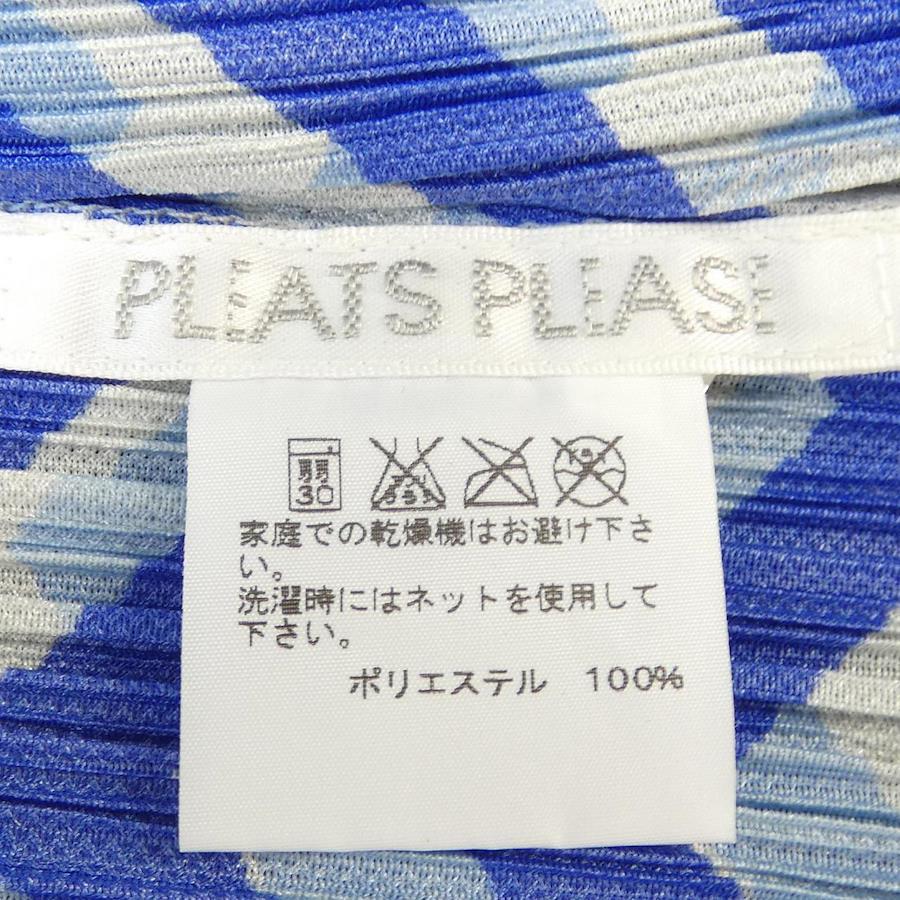 PLEATS PLEASE
弱
30
家庭での乾燥機はお避け下さ
い。
洗濯時にはネットを使用して
下さい。
ポリエステル 100%